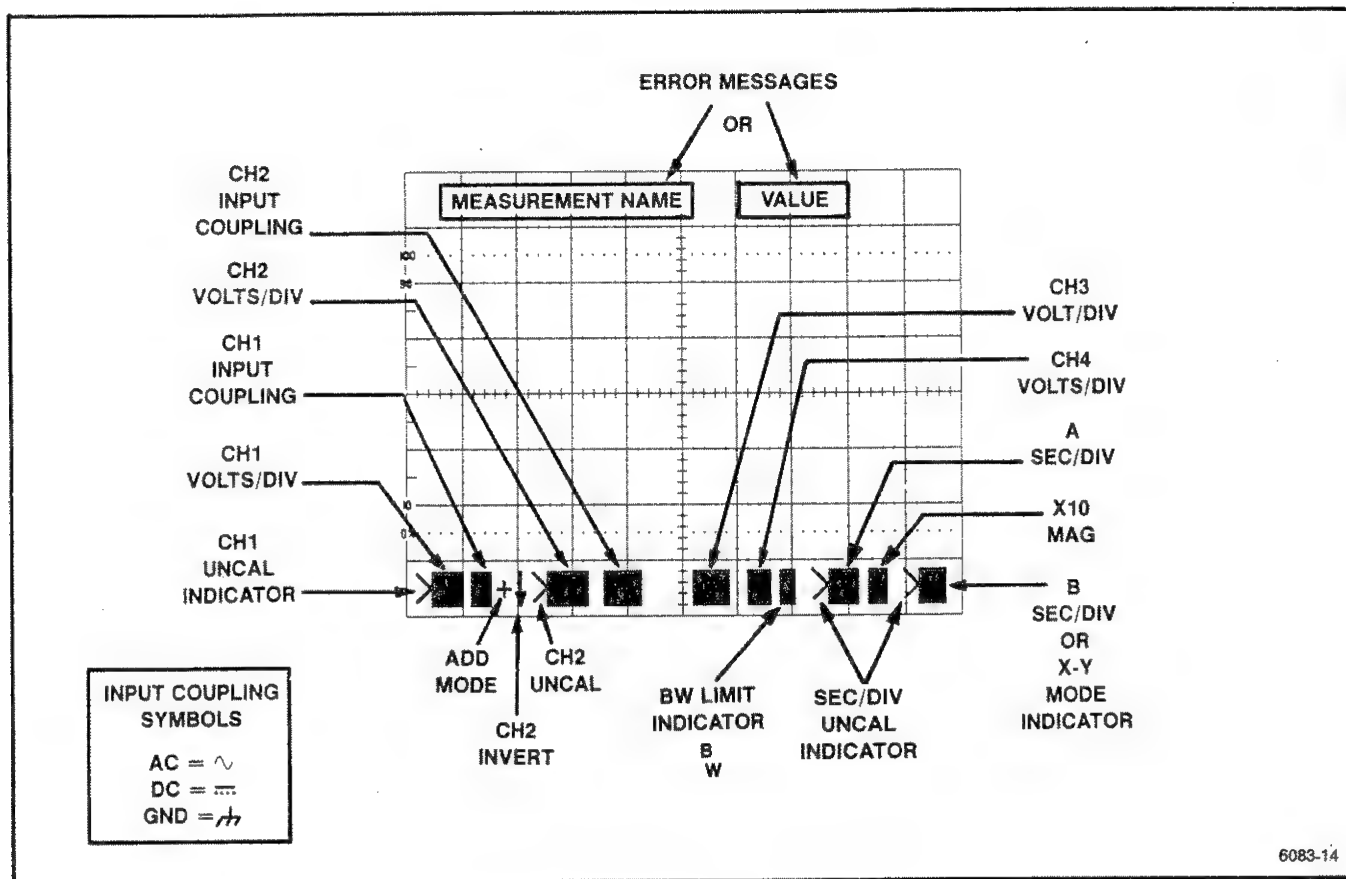 ERROR MESSAGES
OR
MEASUREMENT NAME
VALUE
CH2
INPUT
COUPLING
CH2
VOLTS/DIV
CH1
INPUT
COUPLING
CH1
VOLTS/DIV
CH1
UNCAL
INDICATOR
CH3
VOLT/DIV
CH4
VOLTS/DIV
A
SEC/DIV
X10
MAG
B
SEC/DIV
OR
X-Y
MODE
INDICATOR
+
ADD
MODE
CH2
INVERT
CH2
UNCAL
BW LIMIT
INDICATOR
B
W
SEC/DIV
UNCAL
INDICATOR
INPUT COUPLING
SYMBOLS
AC = ∿
DC = ⎓
GND =
6083-14